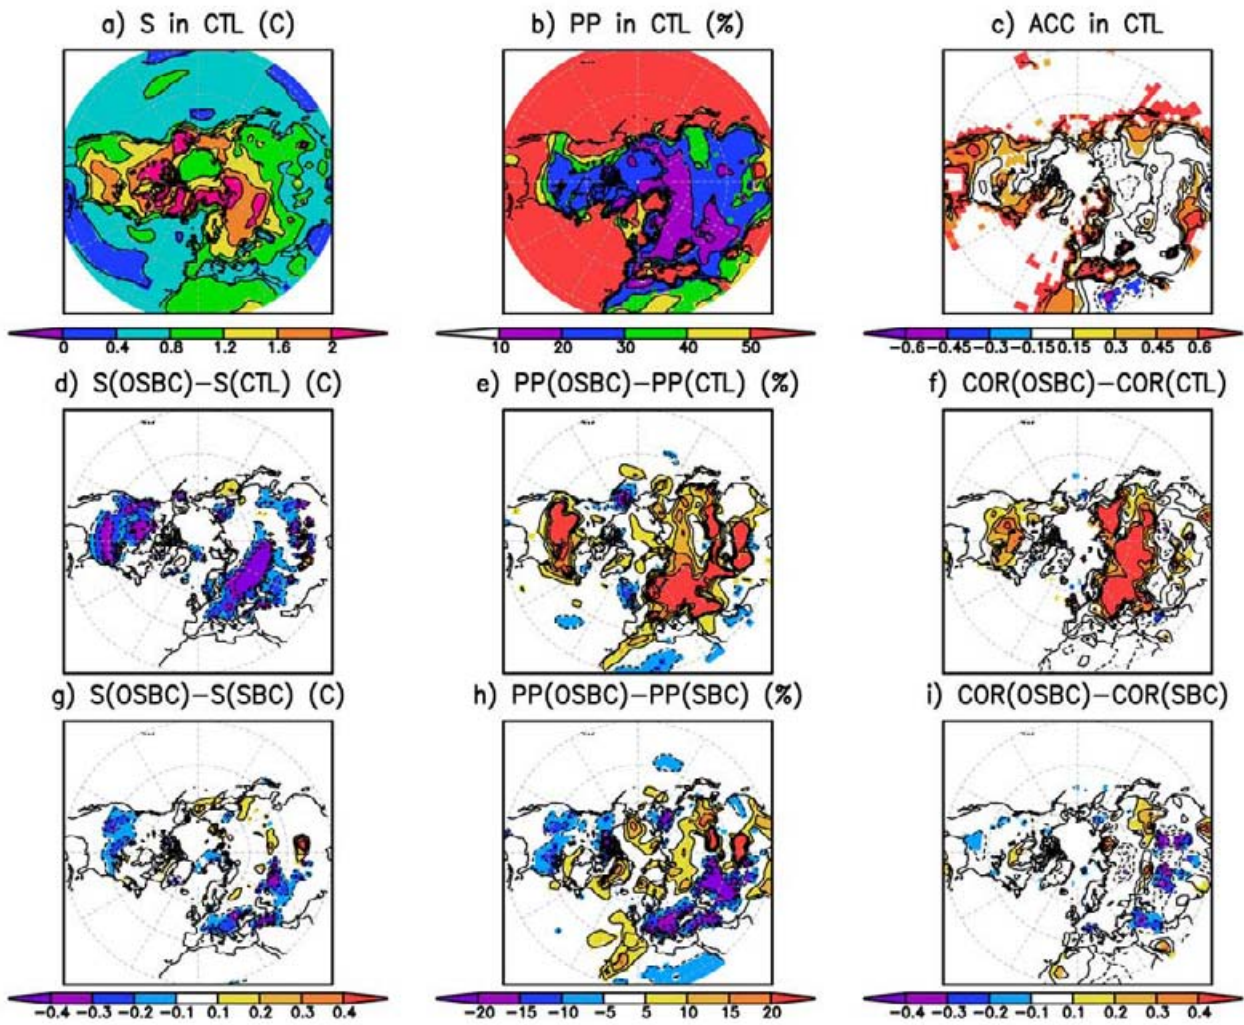 a) S in CTL (C)
b) PP in CTL (%)
c) ACC in CTL
0 0.4 0.8 1.2 1.6 2
10 20 30 40 50
-0.6-0.45-0.3-0.150.15 0.3 0.45 0.6
d) S(OSBC)-S(CTL) (C)
e) PP(OSBC)-PP(CTL) (%)
f) COR(OSBC)-COR(CTL)
g) S(OSBC)-S(SBC) (C)
h) PP(OSBC)-PP(SBC) (%)
i) COR(OSBC)-COR(SBC)
-0.4 -0.3 -0.2 -0.1 0.1 0.2 0.3 0.4
-20 -15 -10 -5 5 10 15 20
-0.4 -0.3 -0.2 -0.1 0.1 0.2 0.3 0.4